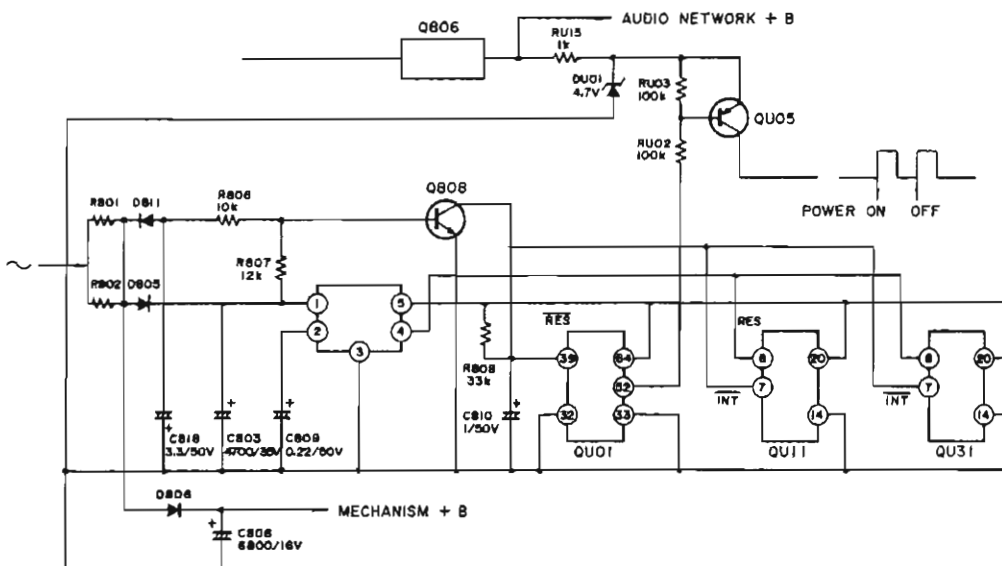 AUDIO NETWORK + B
Q806
RU15
1k
DU01
4.7V
RU03
100k
QU05
RU02
100k
POWER ON OFF
Q808
R801
D811
R806
10k
R807
12k
R802
D805
1
2
3
5
4
R808
33k
RES
39
64
52
32
33
QU01
RES
6
20
7
INT
14
QU11
6
20
7
INT
14
QU31
C818
3.3/50V
C803
4700/35V
C809
0.22/50V
C810
1/50V
D806
MECHANISM + B
C808
6800/16V